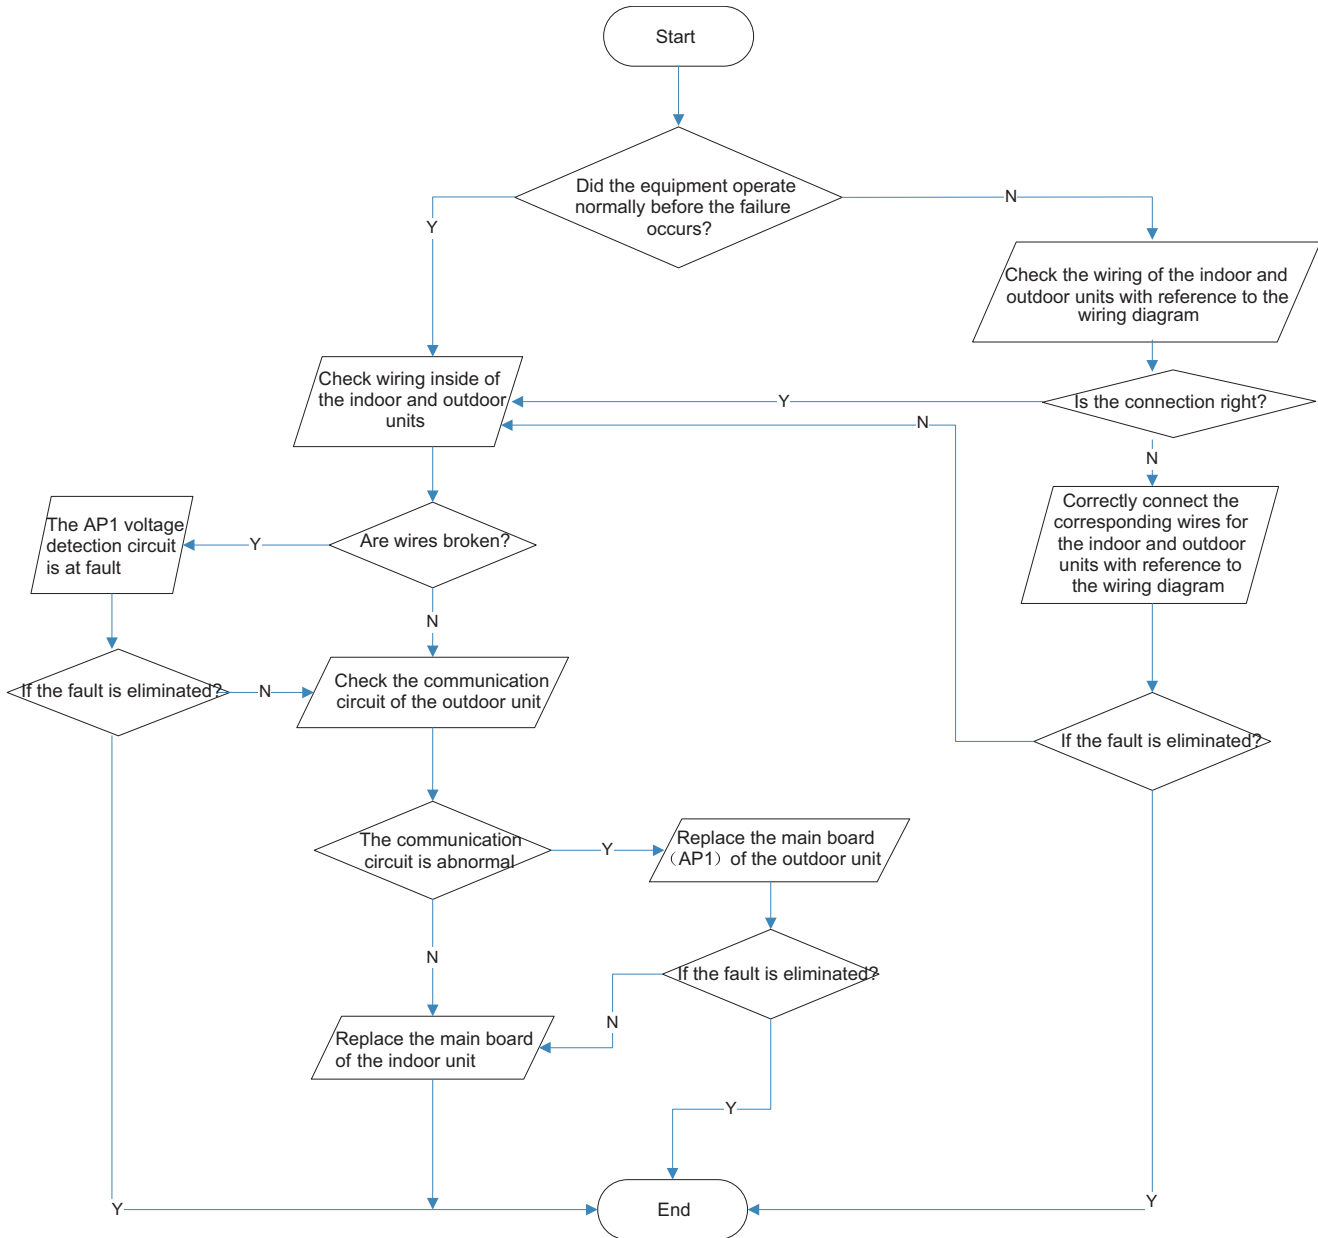 Start
Did the equipment operate
normally before the failure
occurs?
N
Y
Check the wiring of the indoor and
outdoor units with reference to the
wiring diagram
Check wiring inside of
the indoor and outdoor
units
Y
Is the connection right?
N
N
Correctly connect the
corresponding wires for
the indoor and outdoor
units with reference to
the wiring diagram
The AP1 voltage
detection circuit
is at fault
Y
Are wires broken?
N
If the fault is eliminated?
N
Check the communication
circuit of the outdoor unit
If the fault is eliminated?
The communication
circuit is abnormal
Y
Replace the main board
（AP1）of the outdoor unit
N
If the fault is eliminated?
N
Replace the main board
of the indoor unit
Y
Y
End
Y